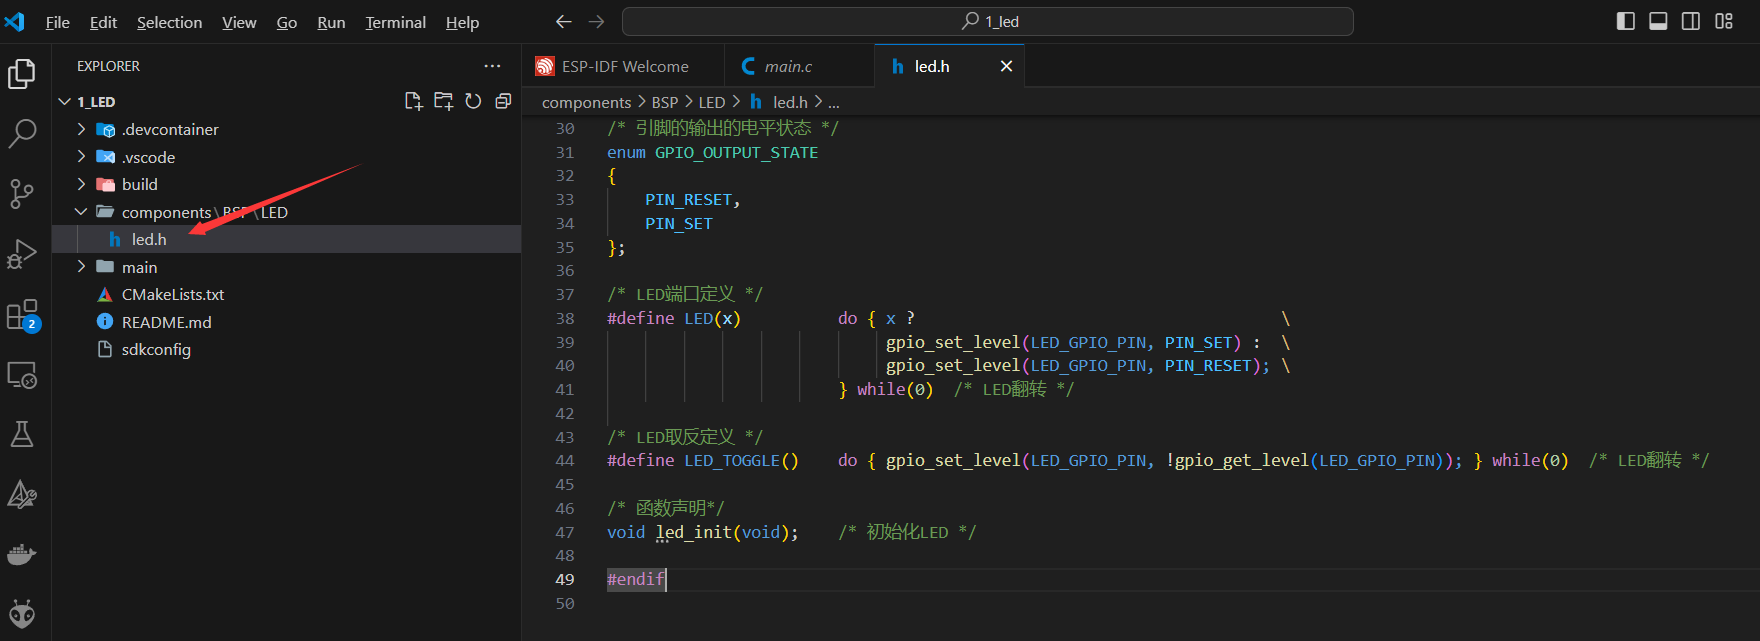 File Edit Selection View Go Run Terminal Help
1_led
EXPLORER
1_LED
.devcontainer
.vscode
build
components\BSP\LED
led.h
main
CMakeLists.txt
README.md
sdkconfig
2
ESP-IDF Welcome
main.c
led.h
components > BSP > LED > h led.h > ...
30 /* 引脚的输出的电平状态 */
31 enum GPIO_OUTPUT_STATE
32 {
33 PIN_RESET,
34 PIN_SET
35 };
36
37 /* LED端口定义 */
38 #define LED(x) do { x ? \
39 gpio_set_level(LED_GPIO_PIN, PIN_SET) : \
40 gpio_set_level(LED_GPIO_PIN, PIN_RESET); \
41 } while(0) /* LED翻转 */
42
43 /* LED取反定义 */
44 #define LED_TOGGLE() do { gpio_set_level(LED_GPIO_PIN, !gpio_get_level(LED_GPIO_PIN)); } while(0) /* LED翻转 */
45
46 /* 函数声明*/
47 void led_init(void); /* 初始化LED */
48
49 #endif
50